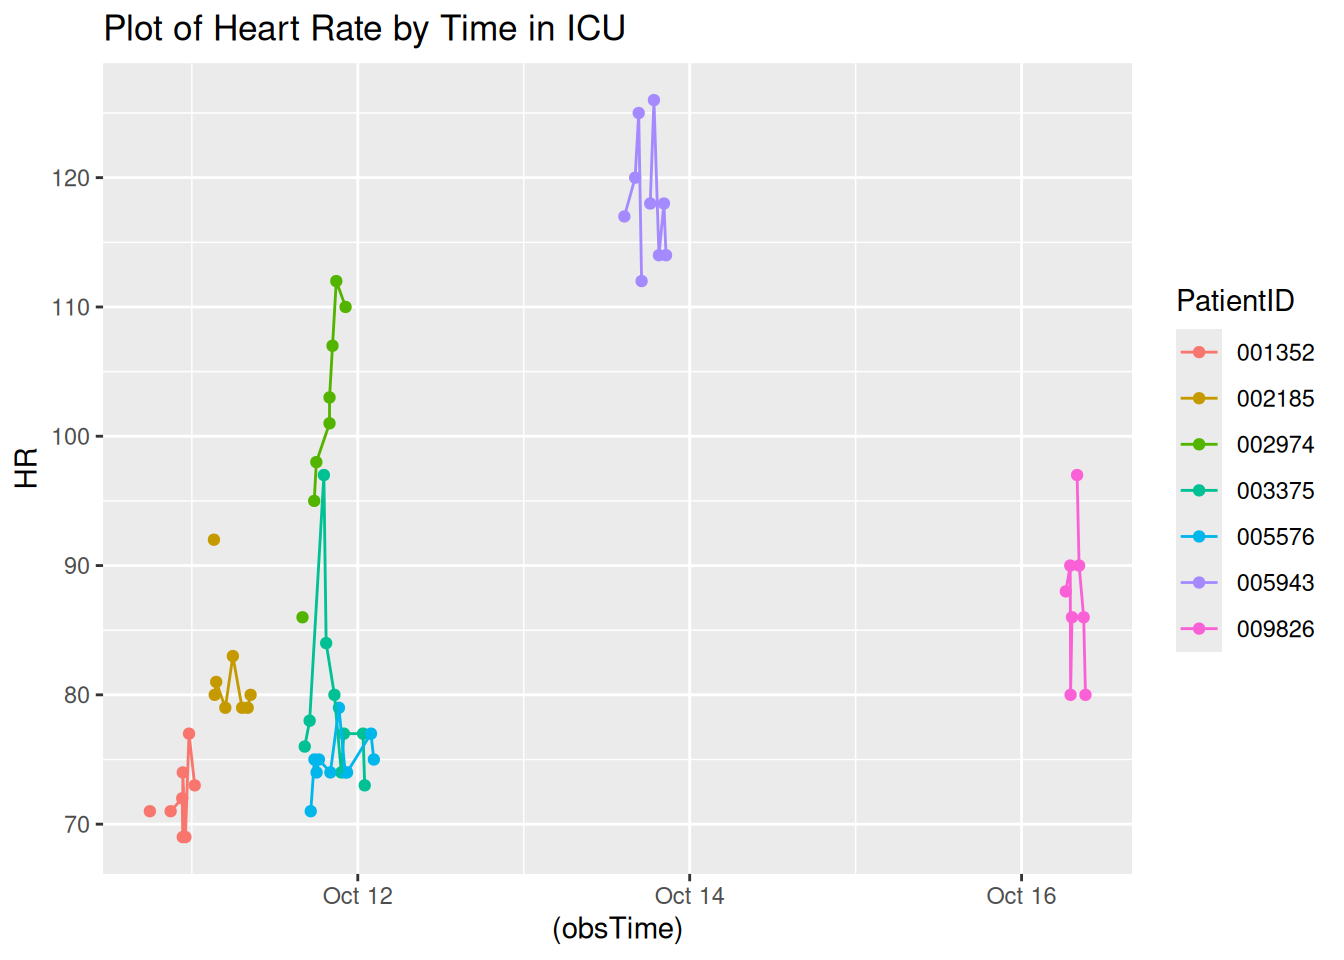 Plot of Heart Rate by Time in ICU
HR
120
110
100
90
80
70
Oct 12
Oct 14
Oct 16
(obsTime)
PatientID
001352
002185
002974
003375
005576
005943
009826